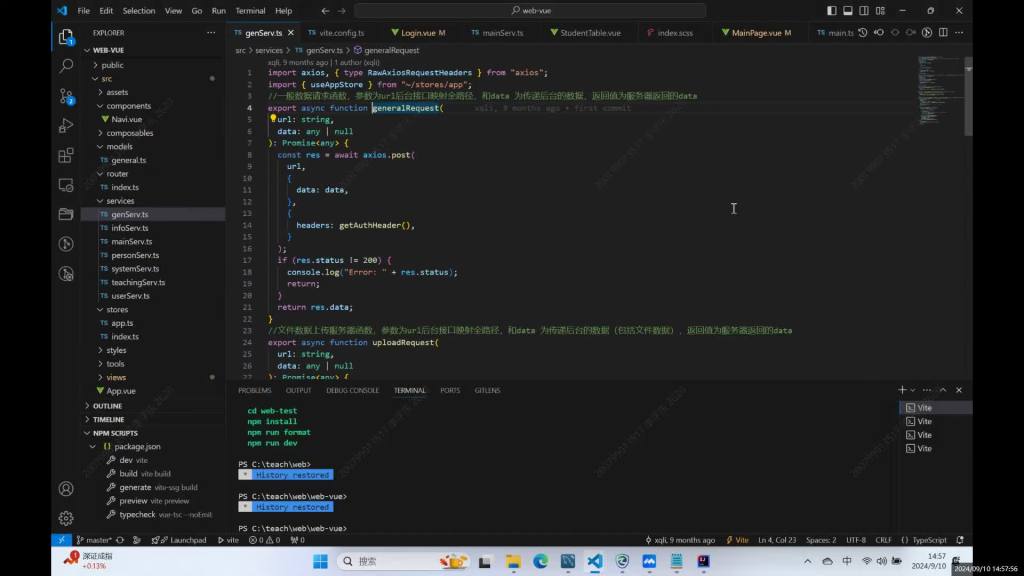 File Edit Selection View Go Run Terminal Help
web-vue
EXPLORER
genServ.ts
vite.config.ts
Login.vue M
mainServ.ts
StudentTable.vue
index.scss
MainPage.vue M
main.ts
WEB-VUE
public
src
assets
components
Navi.vue
composables
models
general.ts
router
index.ts
services
genServ.ts
infoServ.ts
mainServ.ts
personServ.ts
systemServ.ts
teachingServ.ts
userServ.ts
stores
app.ts
index.ts
styles
tools
views
App.vue
OUTLINE
TIMELINE
NPM SCRIPTS
package.json
dev vite
build vite build
generate vite-ssg build
preview vite preview
typecheck vue-tsc --noEmit
src > services > genServ.ts > generalRequest
xqli, 9 months ago | 1 author (xqli)
1 import axios, { type RawAxiosRequestHeaders } from "axios";
2 import { useAppStore } from "~/stores/app";
3 //一般数据请求函数，参数为url后台接口映射全路径，和data 为传递后台的数据，返回值为服务器返回的data
4 export async function generalRequest( xqli, 9 months ago • first commit
5 url: string,
6 data: any | null
7 ): Promise<any> {
8 const res = await axios.post(
9 url,
10 {
11 data: data,
12 },
13 {
14 headers: getAuthHeader(),
15 }
16 );
17 if (res.status != 200) {
18 console.log("Error: " + res.status);
19 return;
20 }
21 return res.data;
22 }
23 //文件数据上传服务器函数，参数为url后台接口映射全路径，和data 为传递后台的数据（包括文件数据），返回值为服务器返回的data
24 export async function uploadRequest(
25 url: string,
26 data: any | null
27 ): Promise<any> {
PROBLEMS OUTPUT DEBUG CONSOLE TERMINAL PORTS GITLENS
cd web-test
npm install
npm run format
npm run dev
PS C:\teach\web>
* History restored
PS C:\teach\web\web-vue>
* History restored
PS C:\teach\web\web-vue>
Vite
Vite
Vite
Vite
master* Launchpad vite 0 0 0 xqli, 9 months ago Vite Ln 4, Col 23 Spaces: 2 UTF-8 CRLF {} TypeScript
深证成指
+0.13%
搜索
中
14:57
2024/9/10
2024/09/10 14:57:56